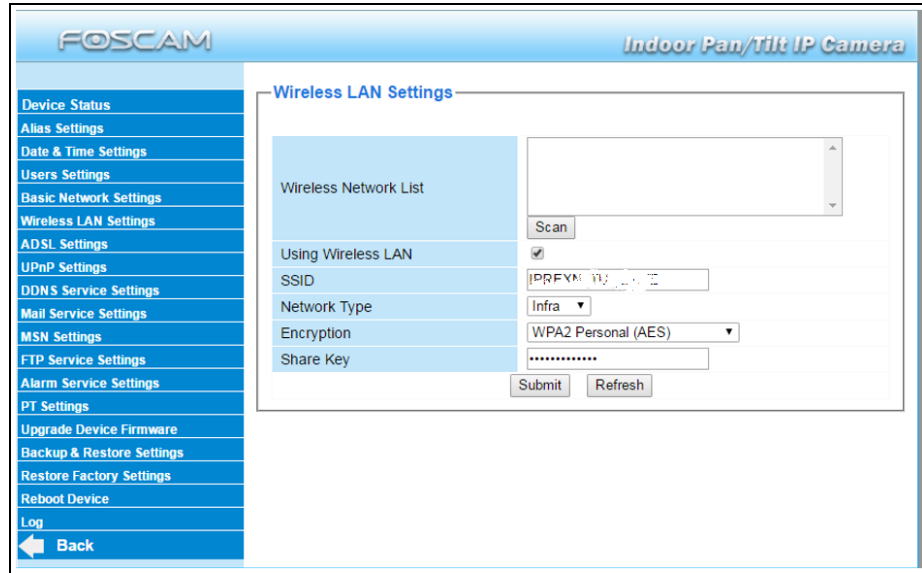 FOSCAM
Indoor Pan/Tilt IP Camera
Device Status
Alias Settings
Date & Time Settings
Users Settings
Basic Network Settings
Wireless LAN Settings
ADSL Settings
UPnP Settings
DDNS Service Settings
Mail Service Settings
MSN Settings
FTP Service Settings
Alarm Service Settings
PT Settings
Upgrade Device Firmware
Backup & Restore Settings
Restore Factory Settings
Reboot Device
Log
Back
Wireless LAN Settings
Wireless Network List
Scan
Using Wireless LAN
SSID
Network Type Infra
Encryption WPA2 Personal (AES)
Share Key •••••••••••••
Submit Refresh